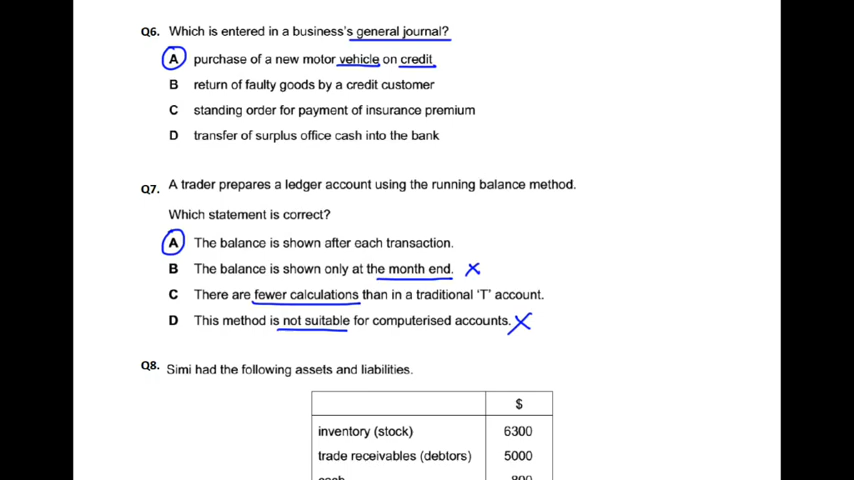 Q6. Which is entered in a business's general journal?
A purchase of a new motor vehicle on credit
B return of faulty goods by a credit customer
C standing order for payment of insurance premium
D transfer of surplus office cash into the bank
Q7. A trader prepares a ledger account using the running balance method.
Which statement is correct?
A The balance is shown after each transaction.
B The balance is shown only at the month end.
C There are fewer calculations than in a traditional 'T' account.
D This method is not suitable for computerised accounts.
Q8. Simi had the following assets and liabilities.
$
inventory (stock) 6300
trade receivables (debtors) 5000
cash 800